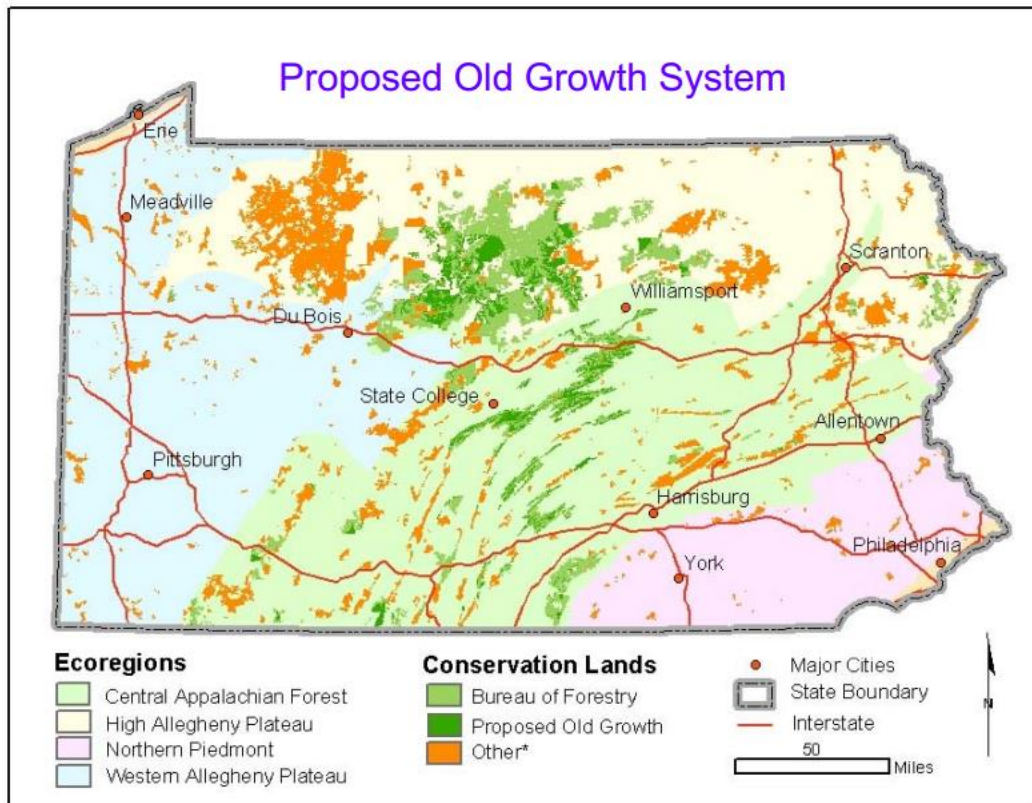 Proposed Old Growth System
Erie
Meadville
Scranton
Williamsport
Du Bois
State College
Allentown
Pittsburgh
Harrisburg
Philadelphia
York
Ecoregions
Central Appalachian Forest
High Allegheny Plateau
Northern Piedmont
Western Allegheny Plateau
Conservation Lands
Bureau of Forestry
Proposed Old Growth
Other*
Major Cities
State Boundary
Interstate
50
Miles
N